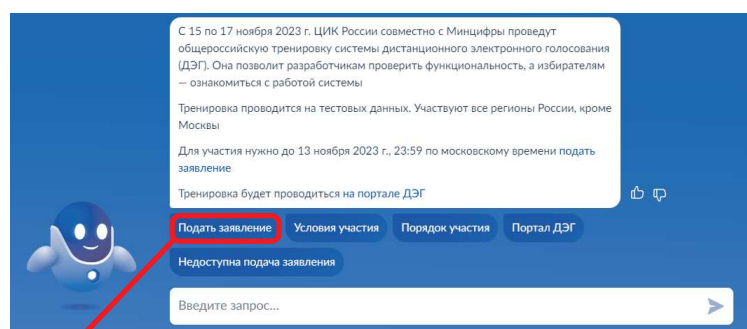 С 15 по 17 ноября 2023 г. ЦИК России совместно с Минцифры проведут
общероссийскую тренировку системы дистанционного электронного голосования
(ДЭГ). Она позволит разработчикам проверить функциональность, а избирателям
— ознакомиться с работой системы
Тренировка проводится на тестовых данных. Участвуют все регионы России, кроме
Москвы
Для участия нужно до 13 ноября 2023 г., 23:59 по московскому времени подать
заявление
Тренировка будет проводиться на портале ДЭГ
Подать заявление Условия участия Порядок участия Портал ДЭГ
Недоступна подача заявления
Введите запрос...